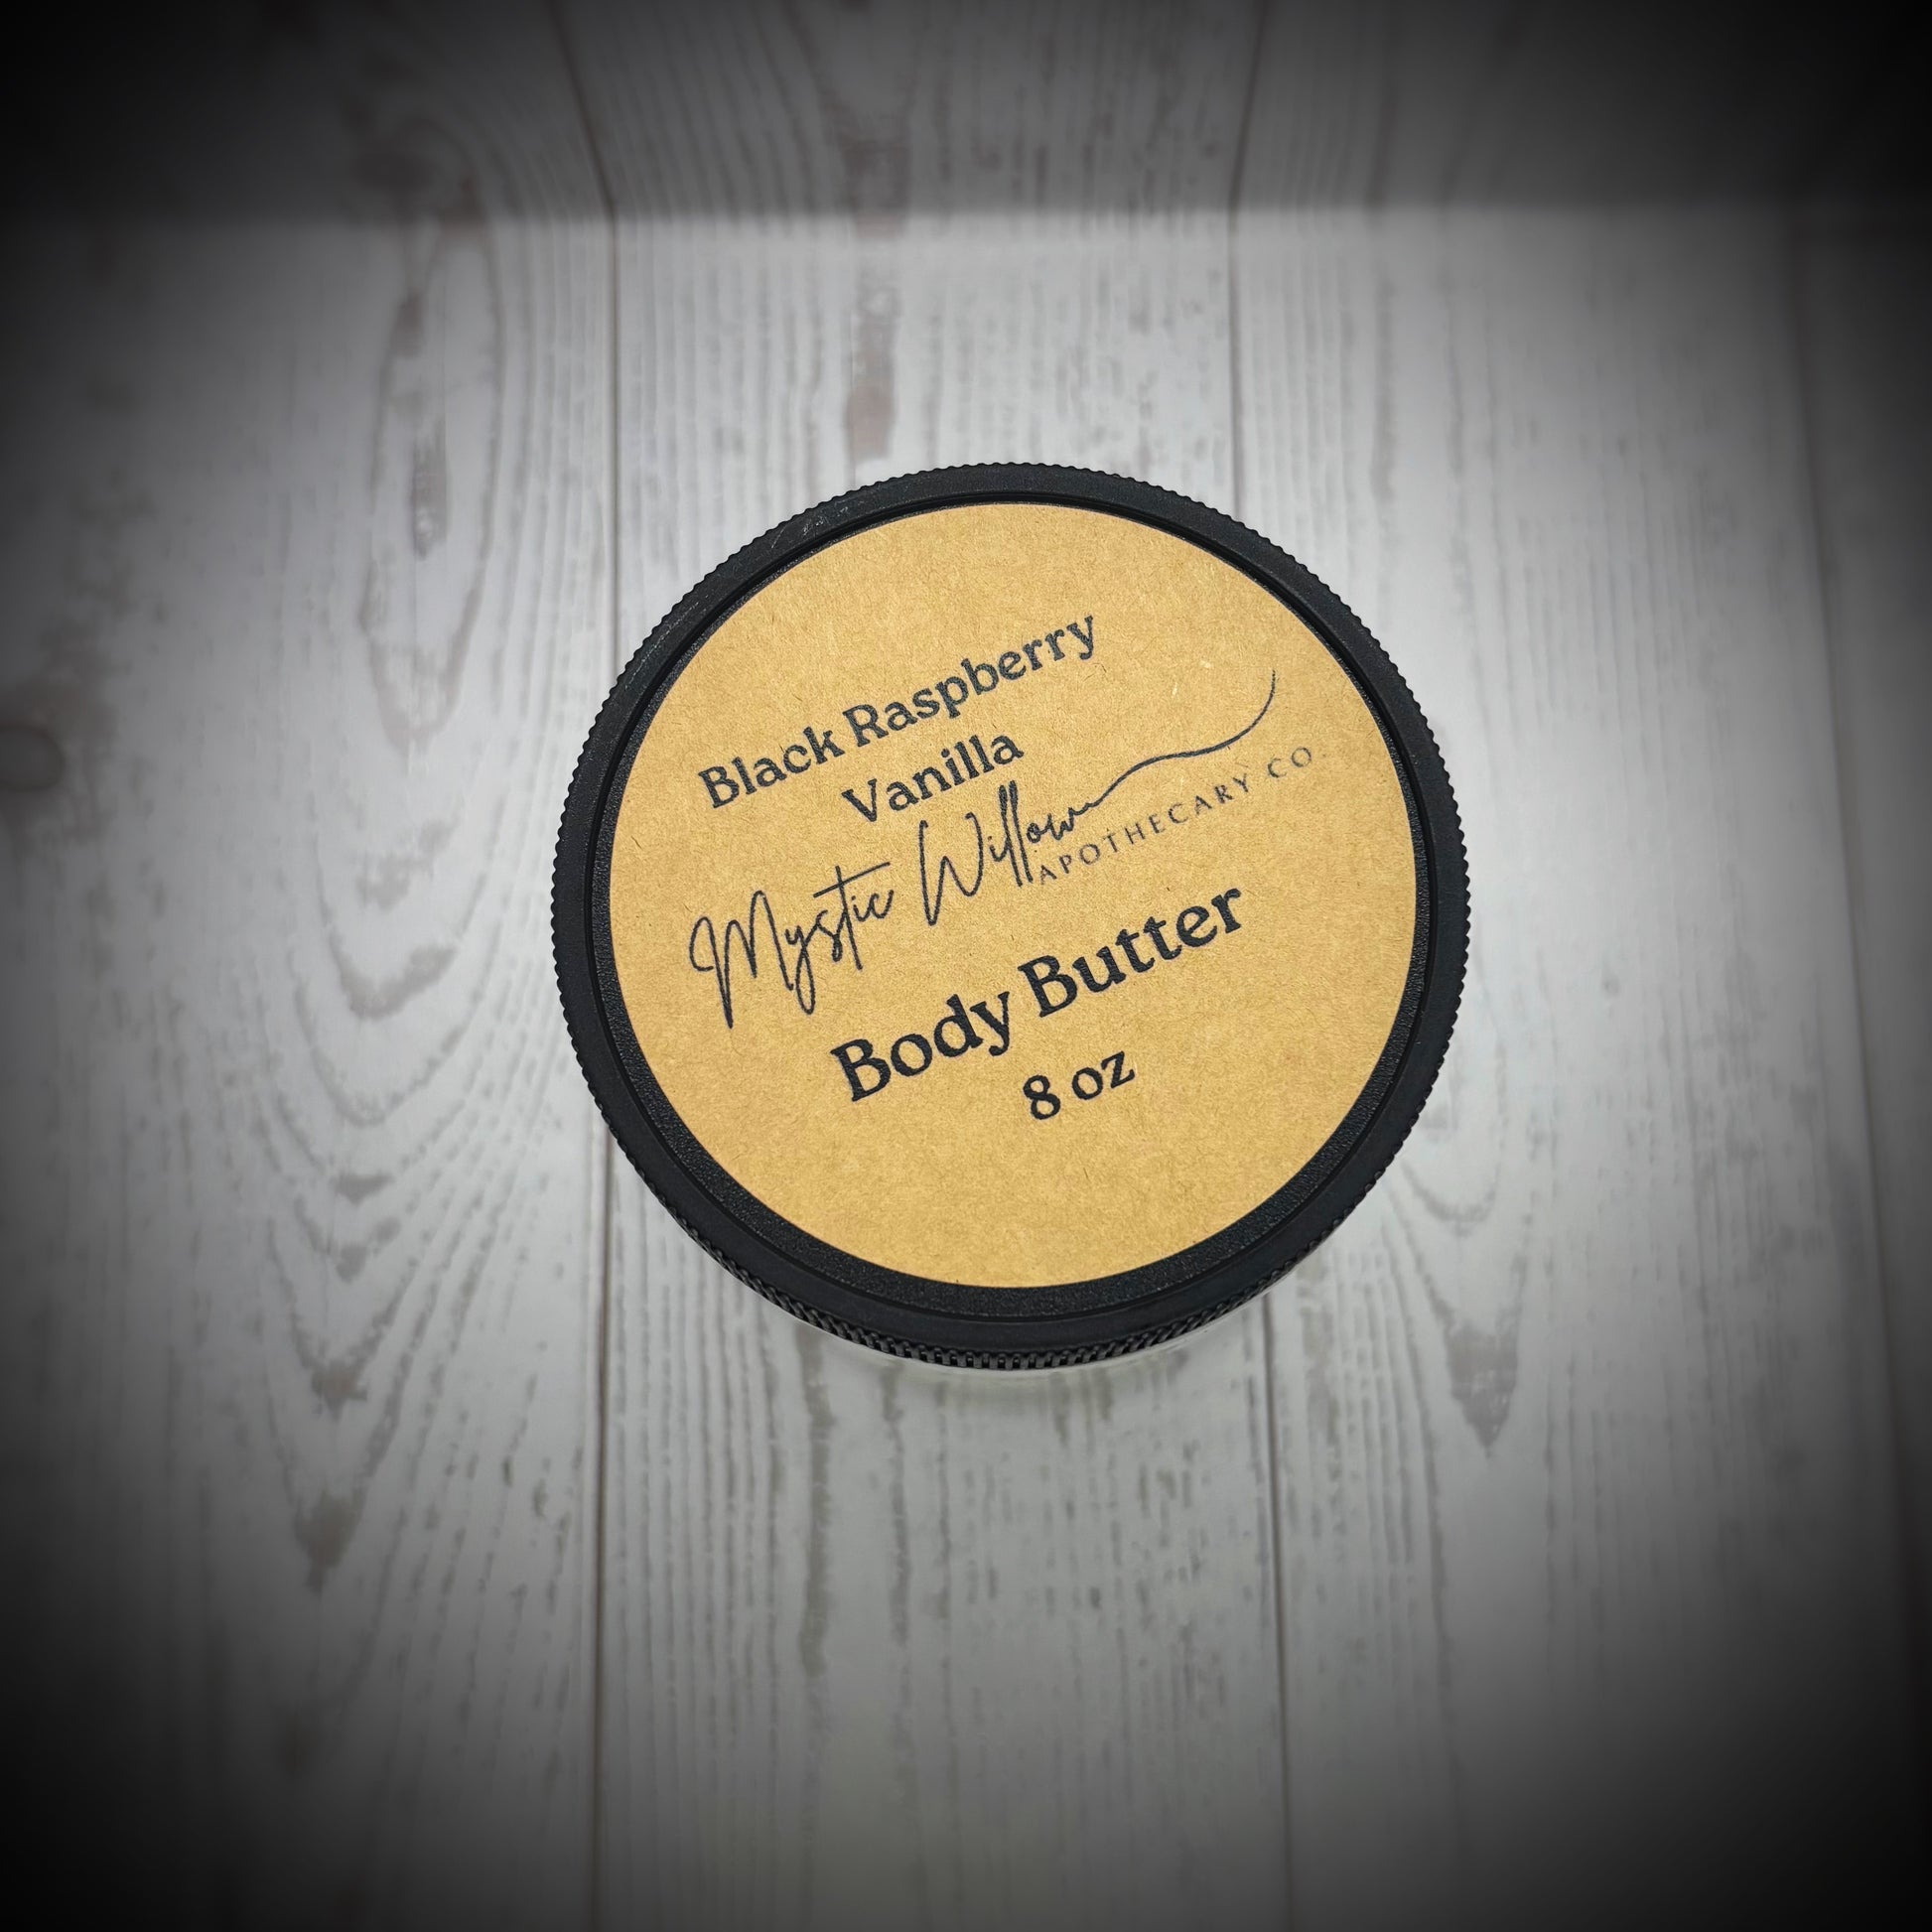 Black Raspberry
Vanilla
Mystic Willow
APOTHECARY CO.
Body Butter
8 oz